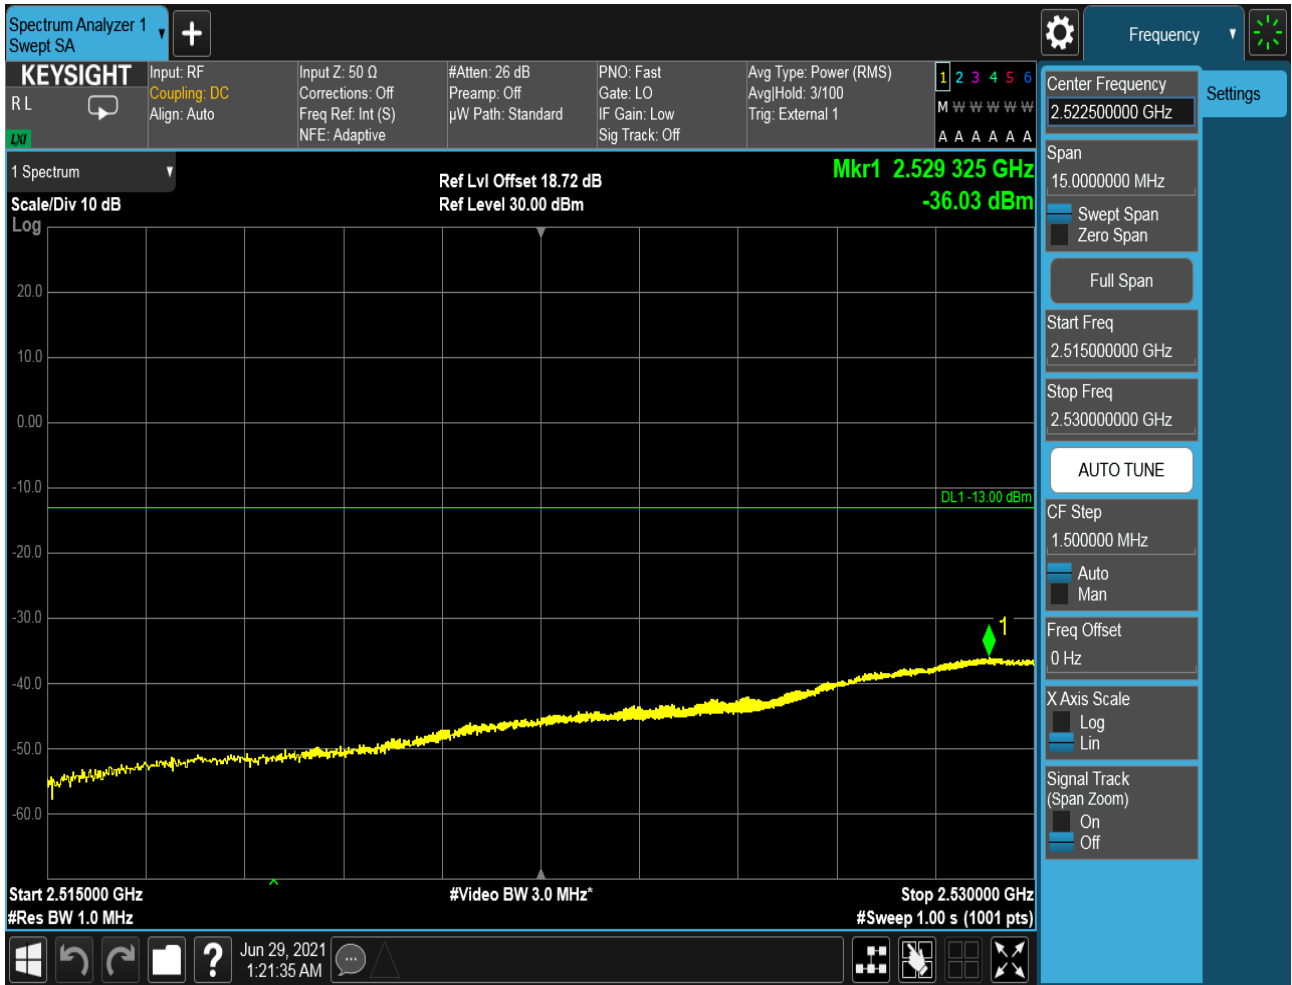 Spectrum Analyzer 1
Swept SA
Frequency
KEYSIGHT
R L
LXI
Input: RF
Coupling: DC
Align: Auto
Input Z: 50 Ω
Corrections: Off
Freq Ref: Int (S)
NFE: Adaptive
#Atten: 26 dB
Preamp: Off
µW Path: Standard
PNO: Fast
Gate: LO
IF Gain: Low
Sig Track: Off
Avg Type: Power (RMS)
Avg|Hold: 3/100
Trig: External 1
1 2 3 4 5 6
M W W W W W
A A A A A A
1 Spectrum
Scale/Div 10 dB
Log
Ref Lvl Offset 18.72 dB
Ref Level 30.00 dBm
Mkr1 2.529 325 GHz
-36.03 dBm
20.0
10.0
0.00
-10.0
DL1 -13.00 dBm
-20.0
-30.0
1
-40.0
-50.0
-60.0
Start 2.515000 GHz
#Video BW 3.0 MHz*
Stop 2.530000 GHz
#Res BW 1.0 MHz
#Sweep 1.00 s (1001 pts)
?
Jun 29, 2021
1:21:35 AM
Center Frequency
2.522500000 GHz
Settings
Span
15.0000000 MHz
Swept Span
Zero Span
Full Span
Start Freq
2.515000000 GHz
Stop Freq
2.530000000 GHz
AUTO TUNE
CF Step
1.500000 MHz
Auto
Man
Freq Offset
0 Hz
X Axis Scale
Log
Lin
Signal Track
(Span Zoom)
On
Off